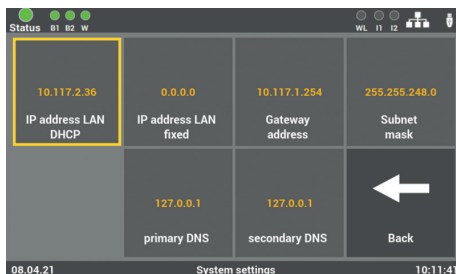 Status B1 B2 W
WL I1 I2
10.117.2.36
IP address LAN
DHCP
0.0.0.0
IP address LAN
fixed
10.117.1.254
Gateway
address
255.255.248.0
Subnet
mask
127.0.0.1
primary DNS
127.0.0.1
secondary DNS
Back
08.04.21 System settings 10:11:41